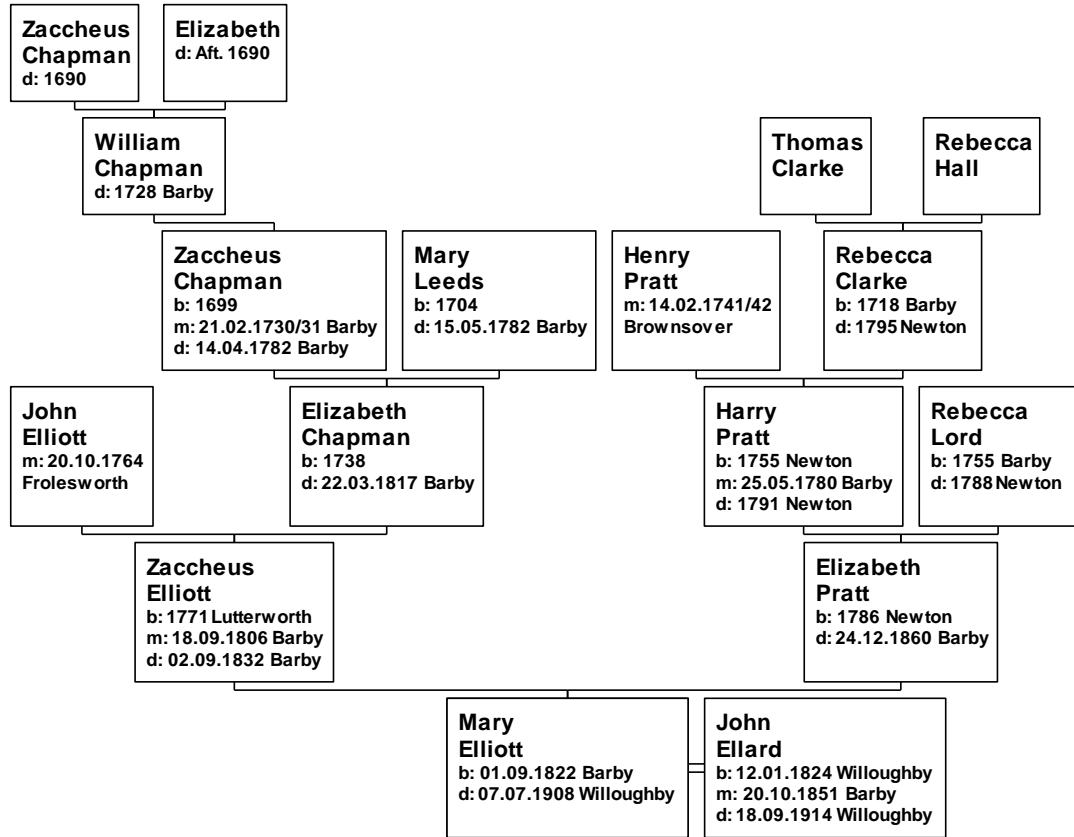 Zaccheus
Chapman
d: 1690
Elizabeth
d: Aft. 1690
William
Chapman
d: 1728 Barby
Thomas
Clarke
Rebecca
Hall
Zaccheus
Chapman
b: 1699
m: 21.02.1730/31 Barby
d: 14.04.1782 Barby
Mary
Leeds
b: 1704
d: 15.05.1782 Barby
Henry
Pratt
m: 14.02.1741/42
Brownsover
Rebecca
Clarke
b: 1718 Barby
d: 1795 Newton
John
Elliott
m: 20.10.1764
Frolesworth
Elizabeth
Chapman
b: 1738
d: 22.03.1817 Barby
Harry
Pratt
b: 1755 Newton
m: 25.05.1780 Barby
d: 1791 Newton
Rebecca
Lord
b: 1755 Barby
d: 1788 Newton
Zaccheus
Elliott
b: 1771 Lutterworth
m: 18.09.1806 Barby
d: 02.09.1832 Barby
Elizabeth
Pratt
b: 1786 Newton
d: 24.12.1860 Barby
Mary
Elliott
b: 01.09.1822 Barby
d: 07.07.1908 Willoughby
John
Ellard
b: 12.01.1824 Willoughby
m: 20.10.1851 Barby
d: 18.09.1914 Willoughby